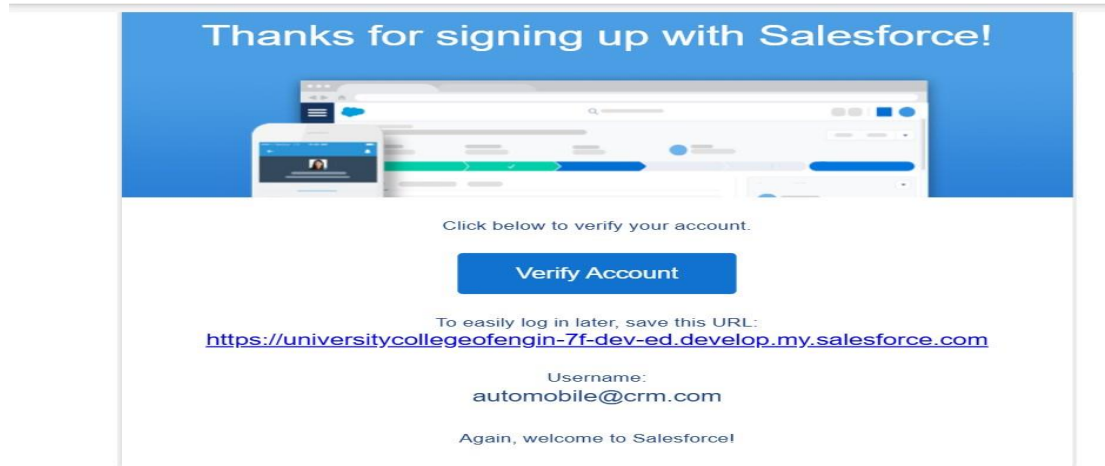 Thanks for signing up with Salesforce!
Click below to verify your account.
Verify Account
To easily log in later, save this URL:
https://universitycollegeofengin-7f-dev-ed.develop.my.salesforce.com
Username:
automobile@crm.com
Again, welcome to Salesforce!